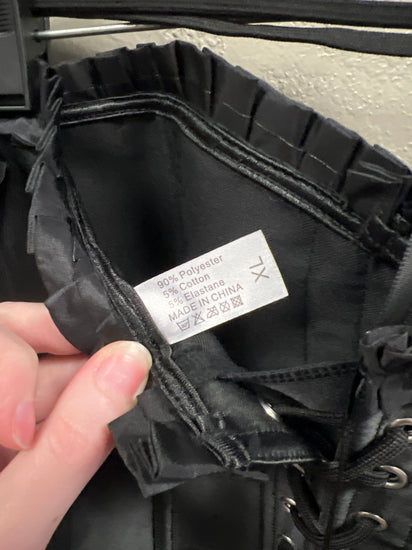 90% Polyester
5% Cotton
5% Elastane
MADE IN CHINA
XL